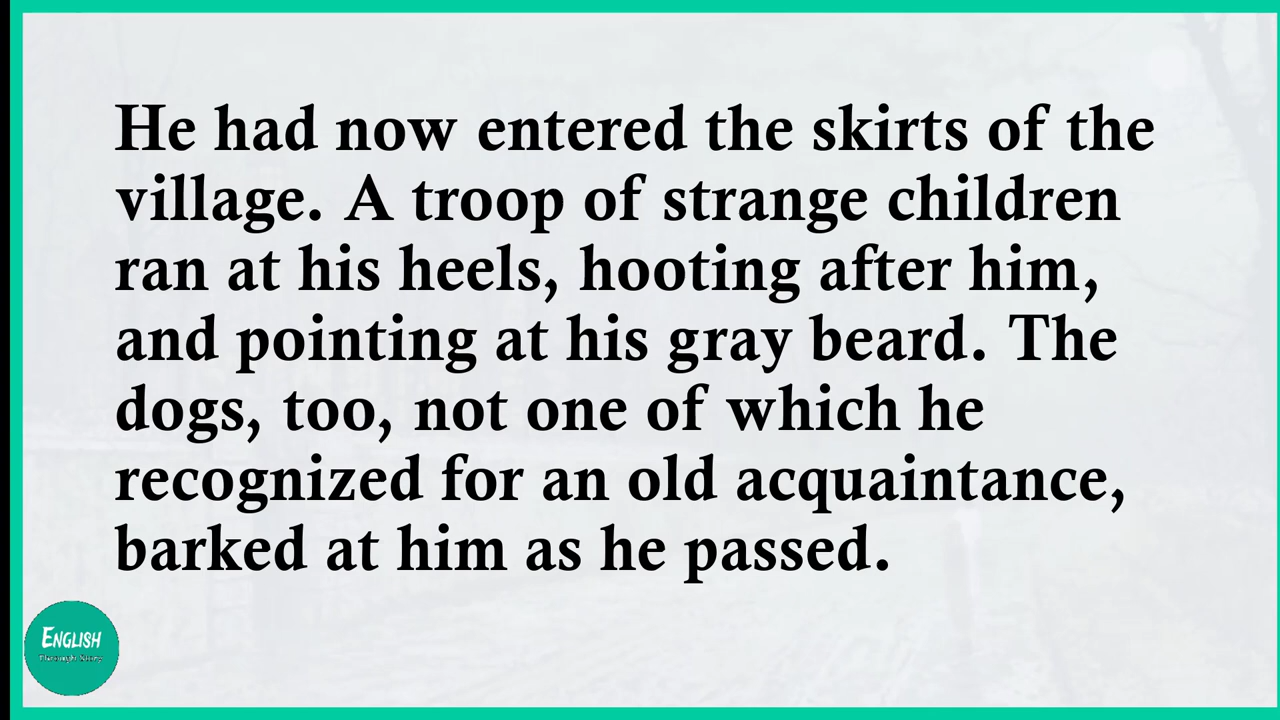 He had now entered the skirts of the
village. A troop of strange children
ran at his heels, hooting after him,
and pointing at his gray beard. The
dogs, too, not one of which he
recognized for an old acquaintance,
barked at him as he passed.
ENGLISH
Through Story